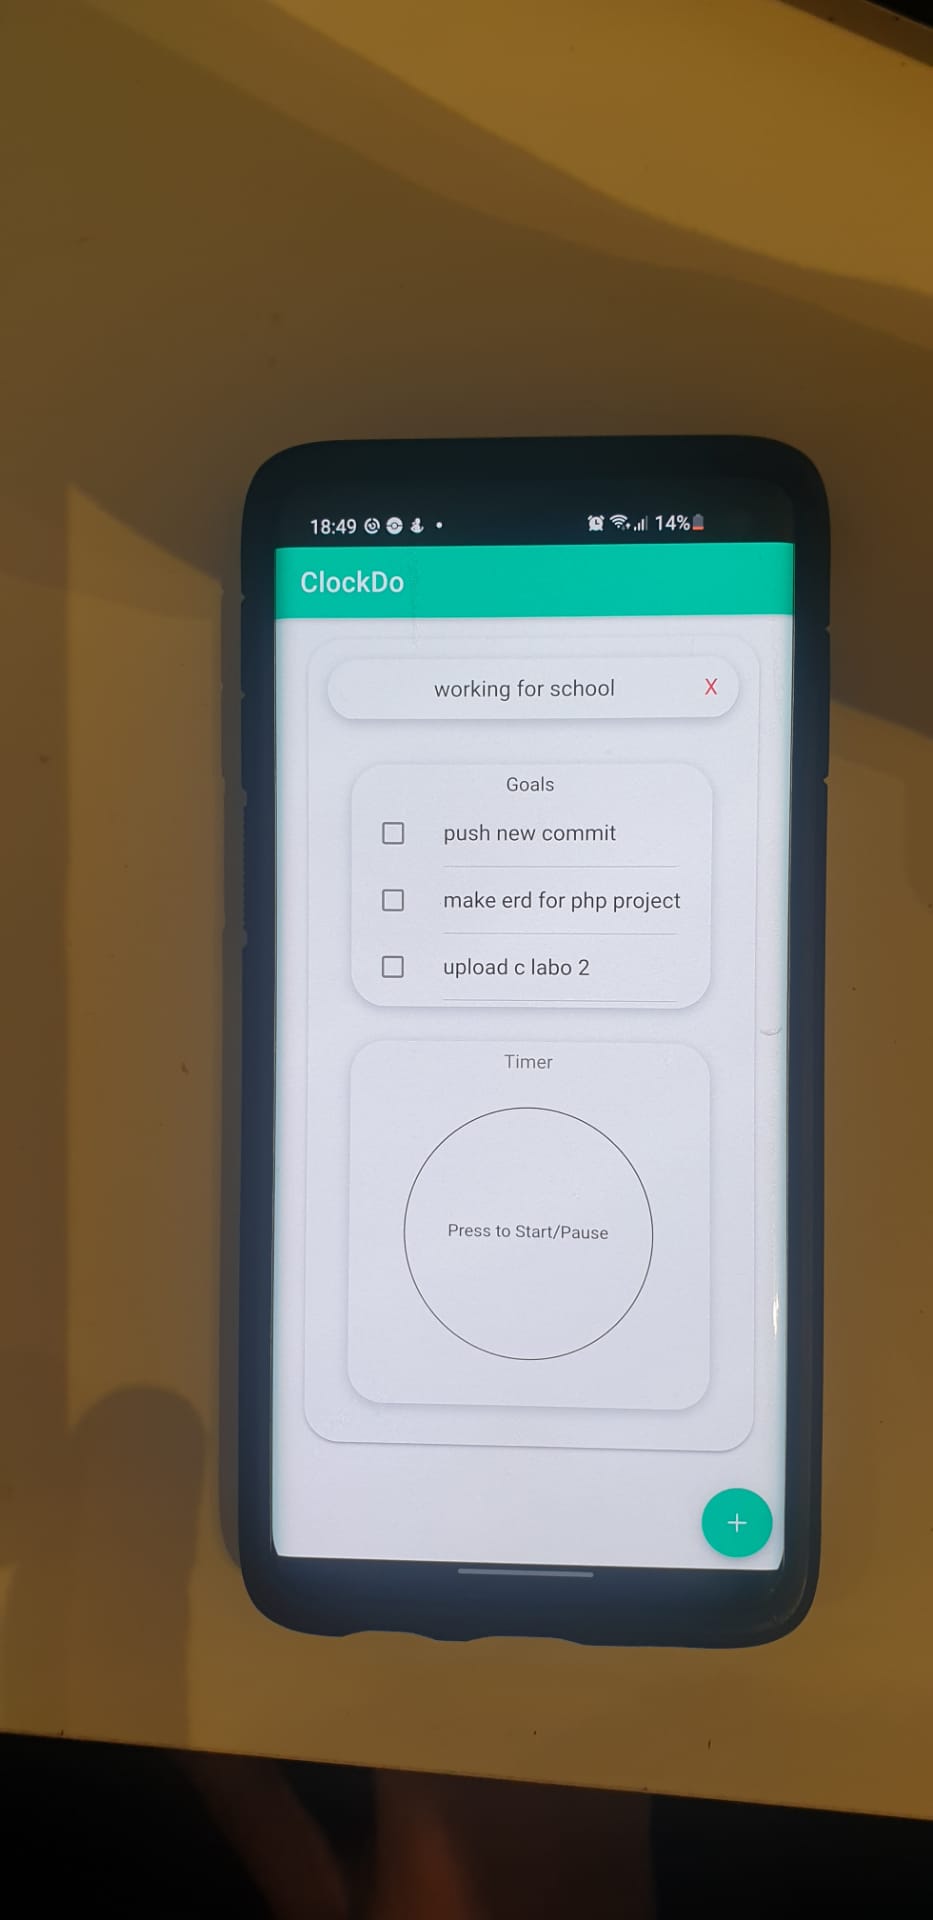 18:49 14%
ClockDo
working for school X
Goals
push new commit
make erd for php project
upload c labo 2
Timer
Press to Start/Pause
+